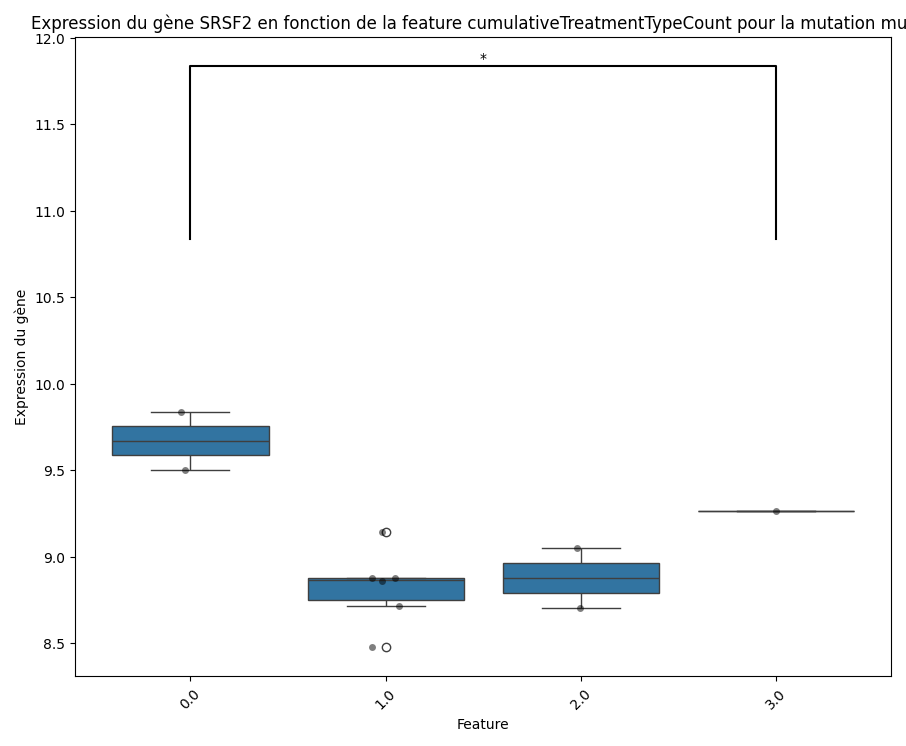 Expression du gène SRSF2 en fonction de la feature cumulativeTreatmentTypeCount pour la mutation mu
12.0
*
11.5
11.0
10.5
10.0
9.5
9.0
8.5
Expression du gène
0.0 1.0 2.0 3.0
Feature